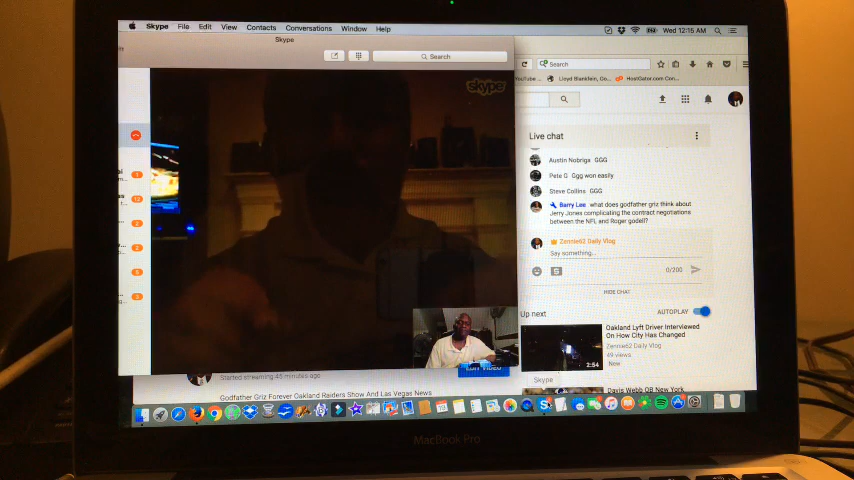 Skype File Edit View Contacts Conversations Window Help
Wed 12:15 AM
Skype
Search
skype
Search
YouTube
Lloyd Blankfein, Gol...
HostGator.com Con...
Live chat
Austin Nobriga GGG
Pete G Ggg won easily
Steve Collins GGG
Barry Lee what does godfather griz think about
Jerry Jones complicating the contract negotiations
between the NFL and Roger godell?
Zennie62 Daily Vlog
Say something...
0/200
HIDE CHAT
Up next
AUTOPLAY
Oakland Lyft Driver Interviewed
On How City Has Changed
Zennie62 Daily Vlog
49 views
New
2:54
Skype
Started streaming 45 minutes ago
Godfather Griz Forever Oakland Raiders Show And Las Vegas News
Davis Webb QB New York
MacBook Pro